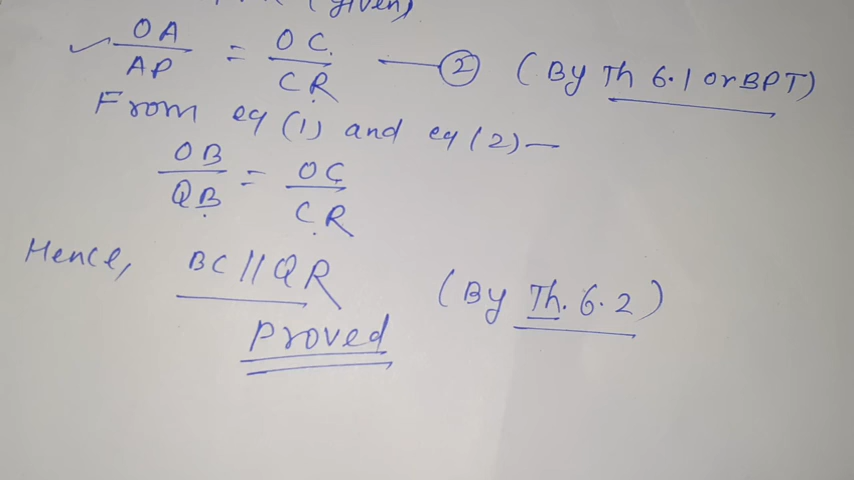 (given)
OA/AP = OC/CR — ② (By Th 6.1 or BPT)
From eq (1) and eq (2) —
OB/QB = OC/CR
Hence, BC || QR (By Th. 6.2)
Proved